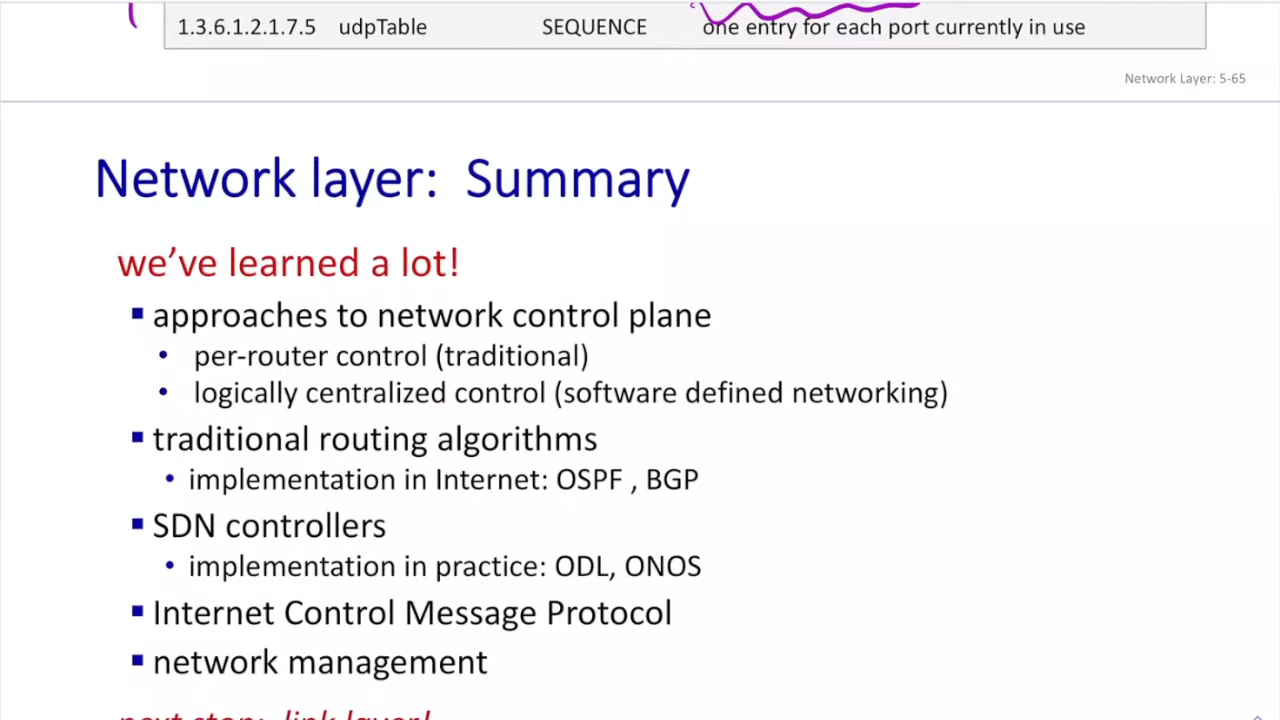 1.3.6.1.2.1.7.5 udpTable SEQUENCE one entry for each port currently in use
Network Layer: 5-65
Network layer: Summary
we've learned a lot!
▪ approaches to network control plane
• per-router control (traditional)
• logically centralized control (software defined networking)
▪ traditional routing algorithms
• implementation in Internet: OSPF , BGP
▪ SDN controllers
• implementation in practice: ODL, ONOS
▪ Internet Control Message Protocol
▪ network management
next stop: link layer!